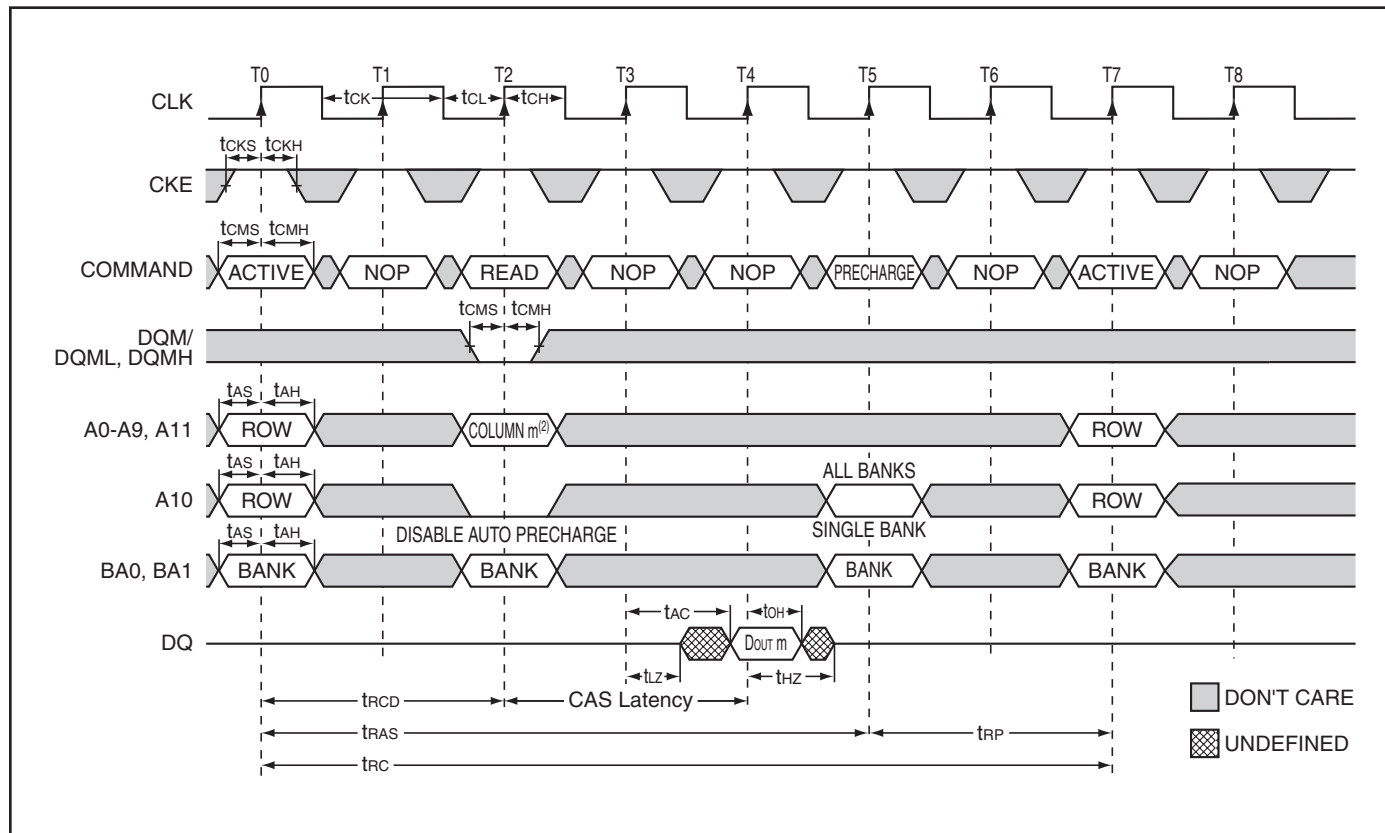 T0 T1 T2 T3 T4 T5 T6 T7 T8
CLK tCK tCL tCH
tCKS tCKH
CKE
tCMS tCMH
COMMAND ACTIVE NOP READ NOP NOP PRECHARGE NOP ACTIVE NOP
tCMS tCMH
DQM/
DQML, DQMH
tAS tAH
A0-A9, A11 ROW COLUMN m(2) ROW
tAS tAH ALL BANKS
A10 ROW ROW
DISABLE AUTO PRECHARGE SINGLE BANK
tAS tAH
BA0, BA1 BANK BANK BANK BANK
tAC tOH
DQ DOUT m
tLZ tHZ
tRCD CAS Latency
DON'T CARE
tRAS tRP
UNDEFINED
tRC